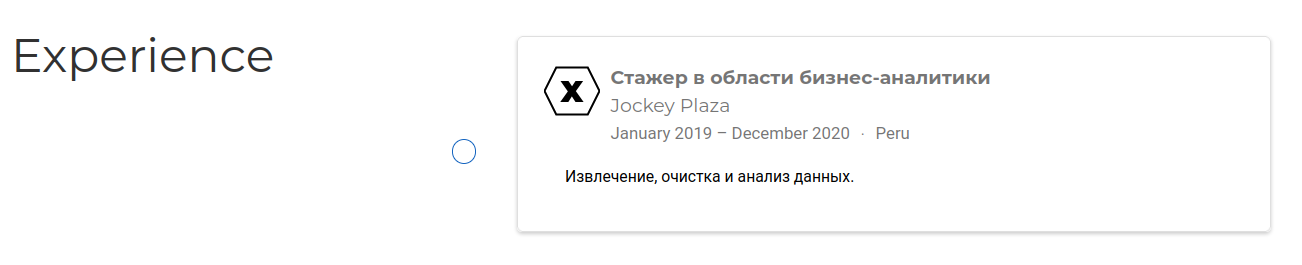 Experience
X
Стажер в области бизнес-аналитики
Jockey Plaza
January 2019 – December 2020 · Peru
Извлечение, очистка и анализ данных.